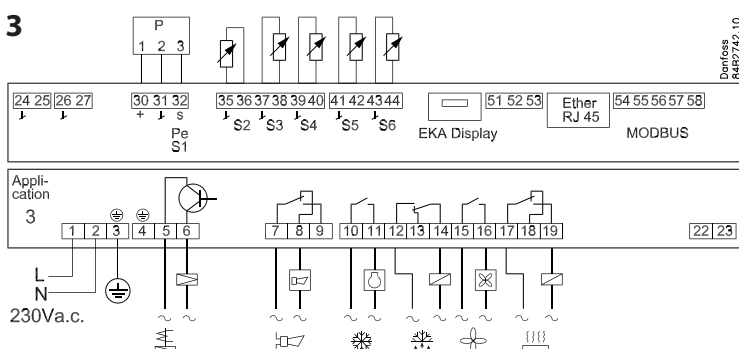 3
P
1 2 3
Danfoss
84B2742.10
24 25 26 27 30 31 32 35 36 37 38 39 40 41 42 43 44 51 52 53 54 55 56 57 58
+ s
Pe
S1
S2 S3 S4 S5 S6
EKA Display
Ether
RJ 45
MODBUS
Appli-
cation
3
1 2 3 4 5 6 7 8 9 10 11 12 13 14 15 16 17 18 19 22 23
L
N
230Va.c.